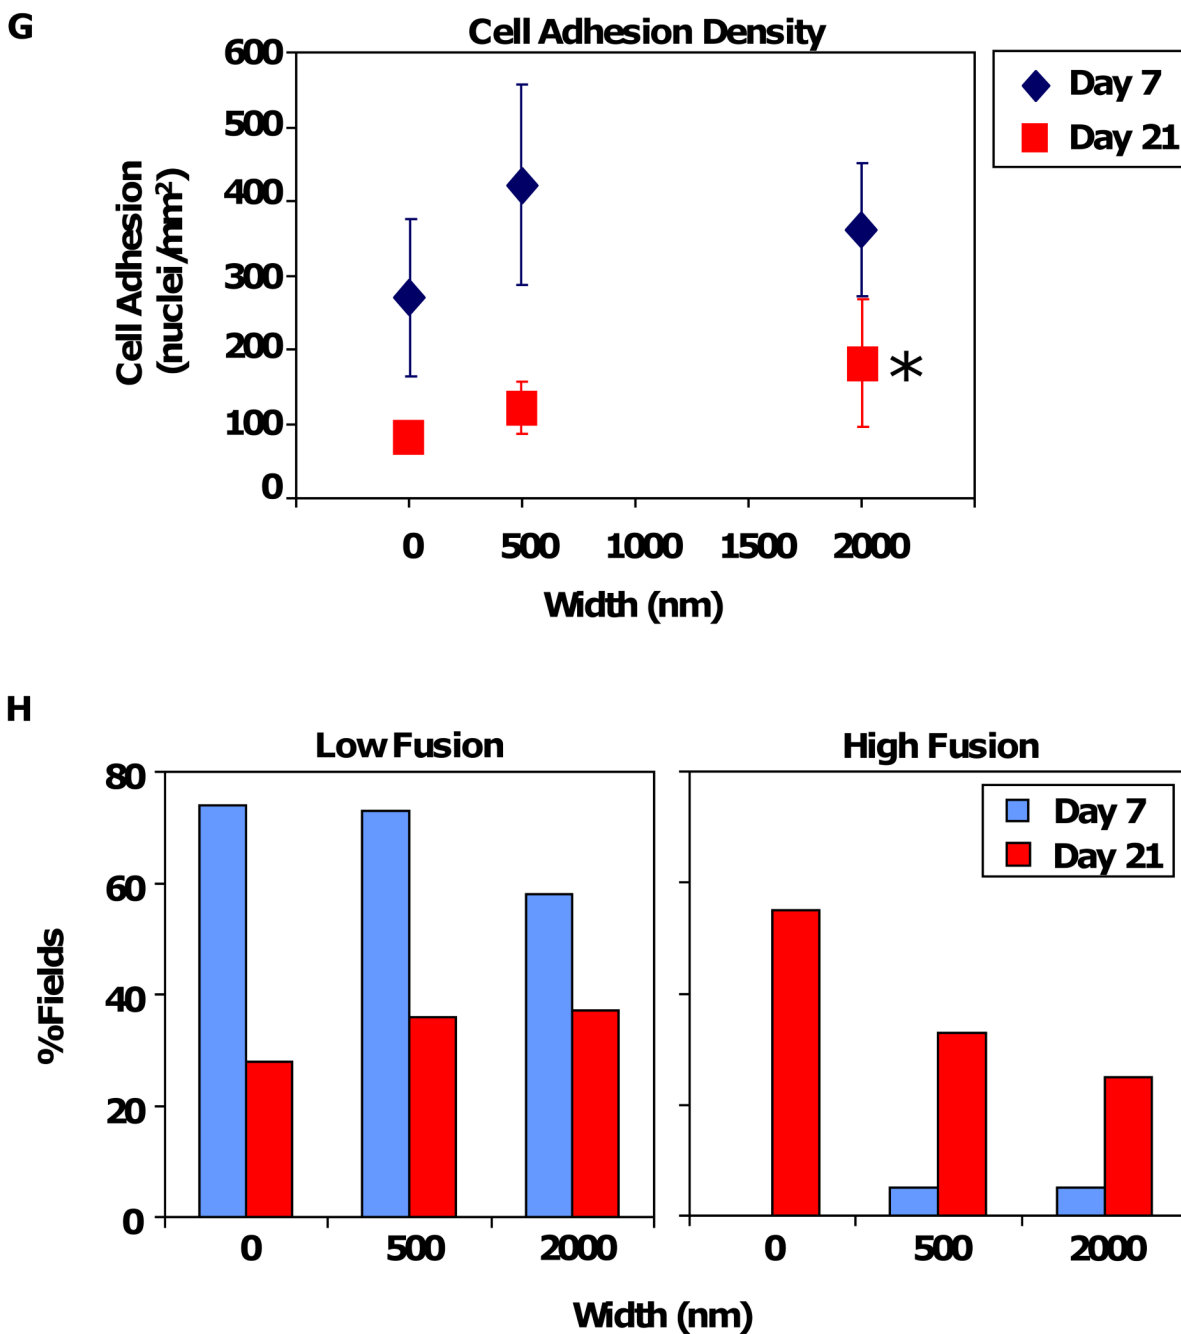 G
Cell Adhesion Density
600
500
400
300
200
100
0
Cell Adhesion
(nuclei/mm²)
0 500 1000 1500 2000
Width (nm)
Day 7
Day 21
*
H
Low Fusion
High Fusion
80
60
40
20
0
%Fields
Day 7
Day 21
0 500 2000
0 500 2000
Width (nm)